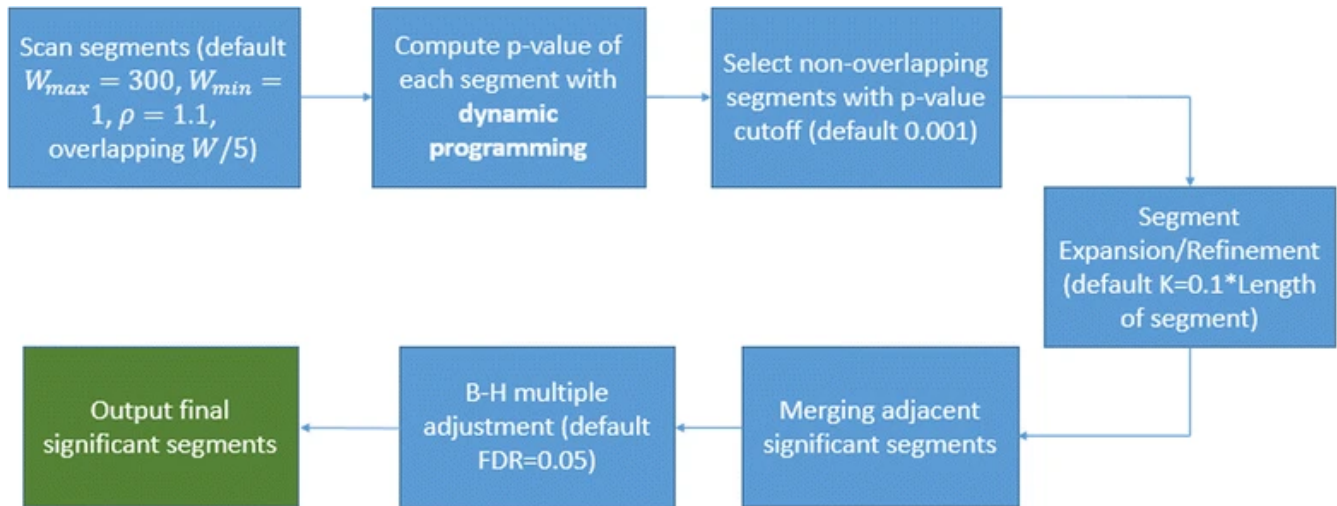 Scan segments (default
W_max = 300, W_min =
1, ρ = 1.1,
overlapping W/5)
Compute p-value of
each segment with
dynamic
programming
Select non-overlapping
segments with p-value
cutoff (default 0.001)
Segment
Expansion/Refinement
(default K=0.1*Length
of segment)
Merging adjacent
significant segments
B-H multiple
adjustment (default
FDR=0.05)
Output final
significant segments